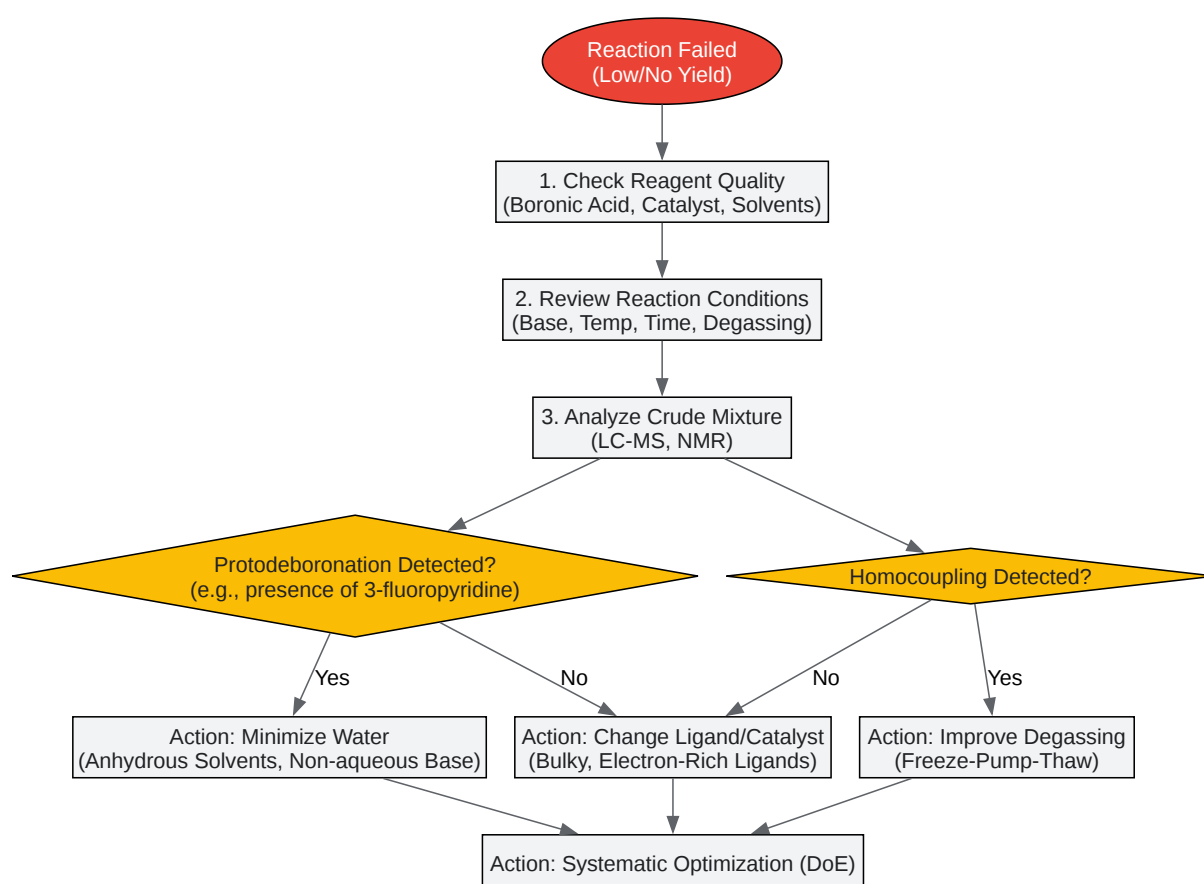 Reaction Failed
(Low/No Yield)
1. Check Reagent Quality
(Boronic Acid, Catalyst, Solvents)
2. Review Reaction Conditions
(Base, Temp, Time, Degassing)
3. Analyze Crude Mixture
(LC-MS, NMR)
Protodeboronation Detected?
(e.g., presence of 3-fluoropyridine)
Homocoupling Detected?
Yes
No
No
Yes
Action: Minimize Water
(Anhydrous Solvents, Non-aqueous Base)
Action: Change Ligand/Catalyst
(Bulky, Electron-Rich Ligands)
Action: Improve Degassing
(Freeze-Pump-Thaw)
Action: Systematic Optimization (DoE)